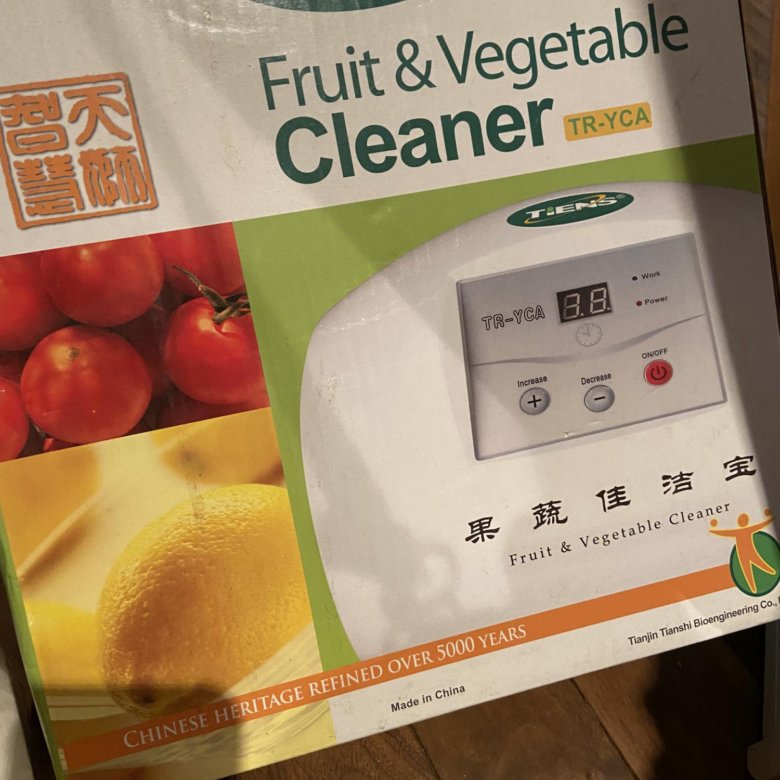 Fruit & Vegetable
Cleaner TR-YCA
天狮
智慧
TIENS®
TR-YCA
8.8.
Work
Power
Increase
Decrease
ON/OFF
+
−
果蔬佳洁宝
Fruit & Vegetable Cleaner
CHINESE HERITAGE REFINED OVER 5000 YEARS
Tianjin Tianshi Bioengineering Co.,
Made in China